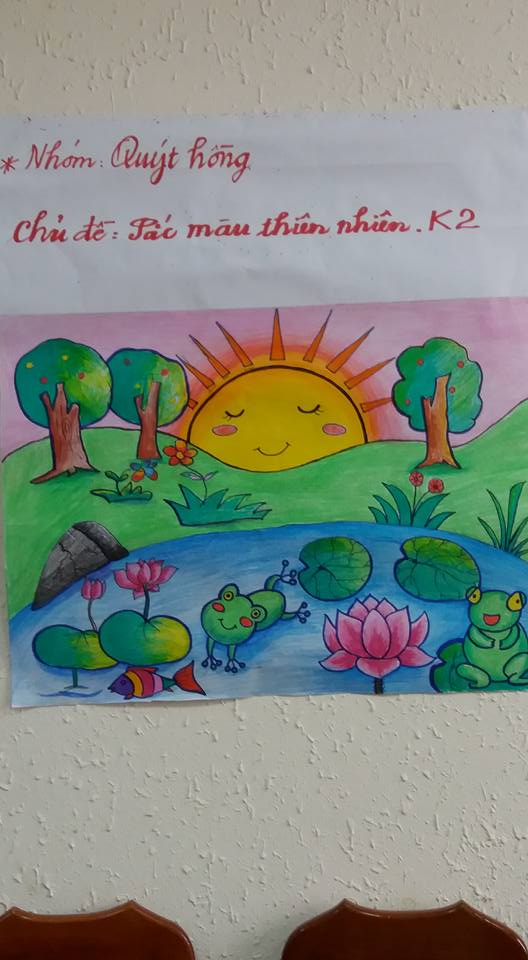 * Nhóm: Quýt hồng
Chủ đề: Sắc màu thiên nhiên. K2